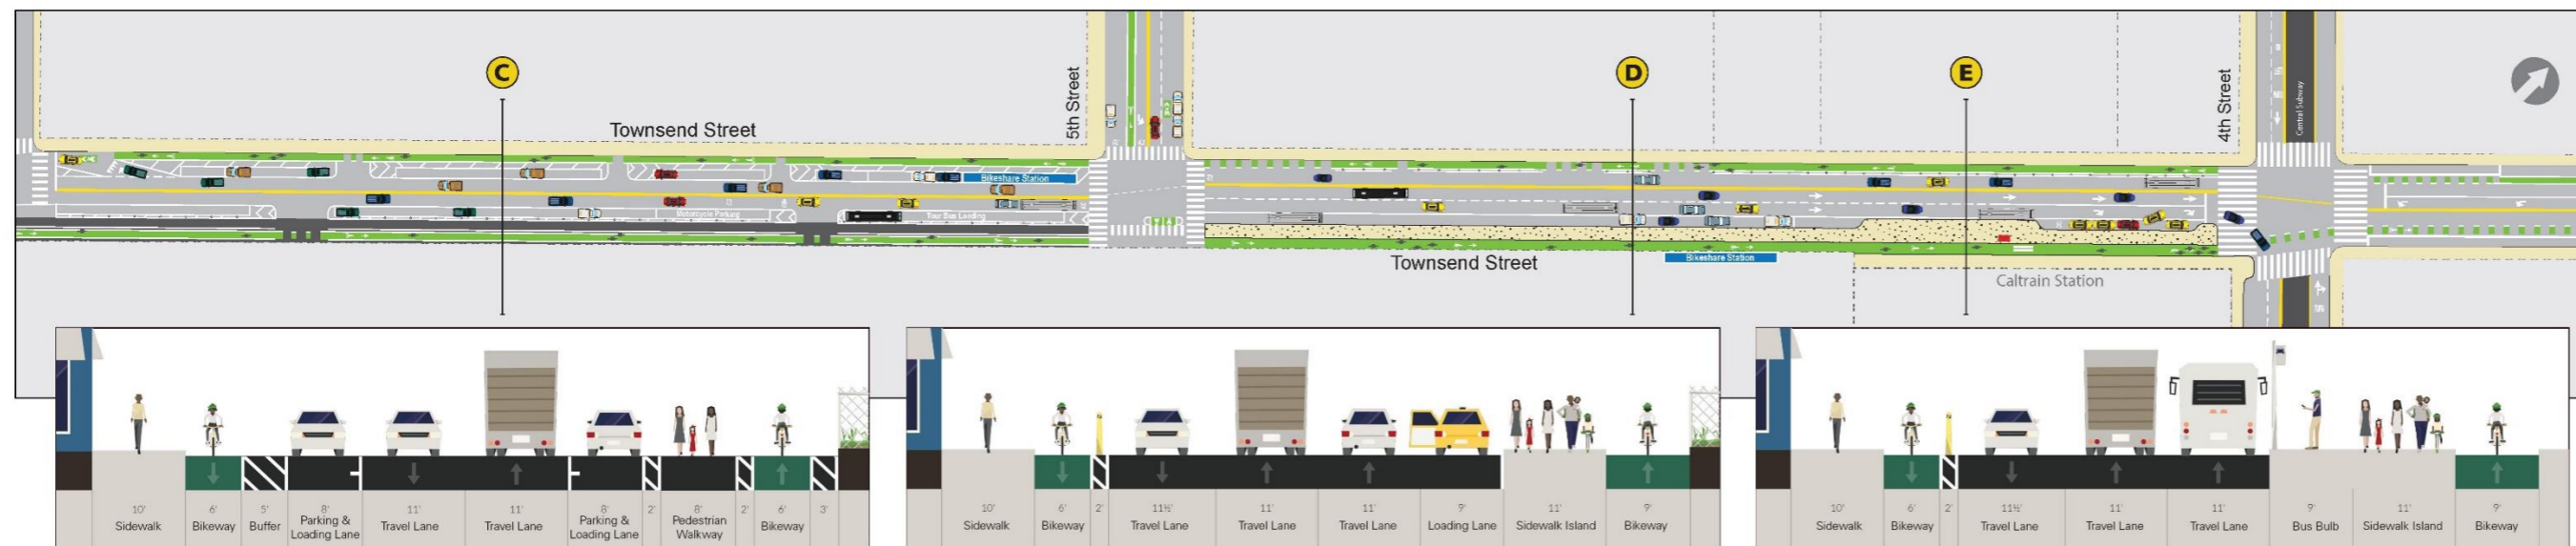 C
D
E
5th Street
4th Street
Central Subway
Townsend Street
Bikeshare Station
Motorcycle Parking
Tour Bus Loading
Townsend Street
Bikeshare Station
Caltrain Station
10'
Sidewalk
6'
Bikeway
5'
Buffer
8'
Parking &
Loading Lane
11'
Travel Lane
11'
Travel Lane
8'
Parking &
Loading Lane
2'
8'
Pedestrian
Walkway
2'
6'
Bikeway
3'
10'
Sidewalk
6'
Bikeway
2'
11½'
Travel Lane
11'
Travel Lane
11'
Travel Lane
9'
Loading Lane
11'
Sidewalk Island
9'
Bikeway
10'
Sidewalk
6'
Bikeway
2'
11½'
Travel Lane
11'
Travel Lane
11'
Travel Lane
9'
Bus Bulb
11'
Sidewalk Island
9'
Bikeway